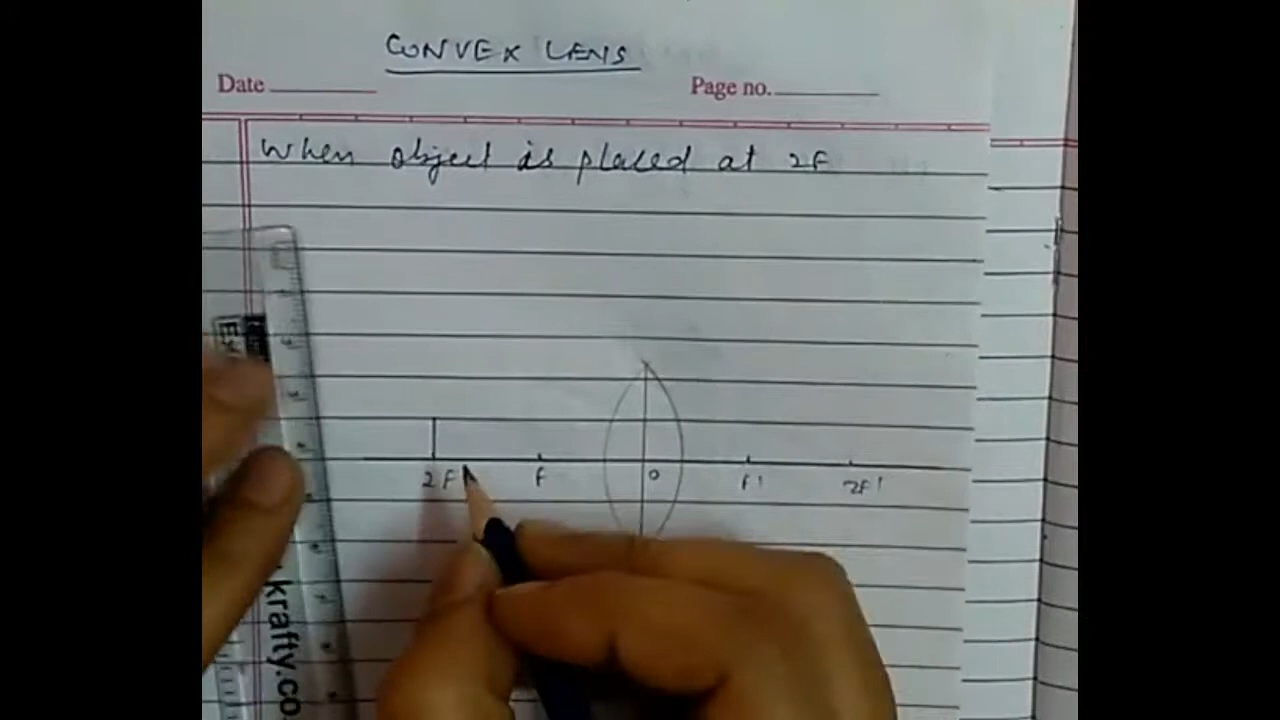 CONVEX LENS
Date
Page no.
When object is placed at 2F
2F
F
O
F'
2F'
krafty.co